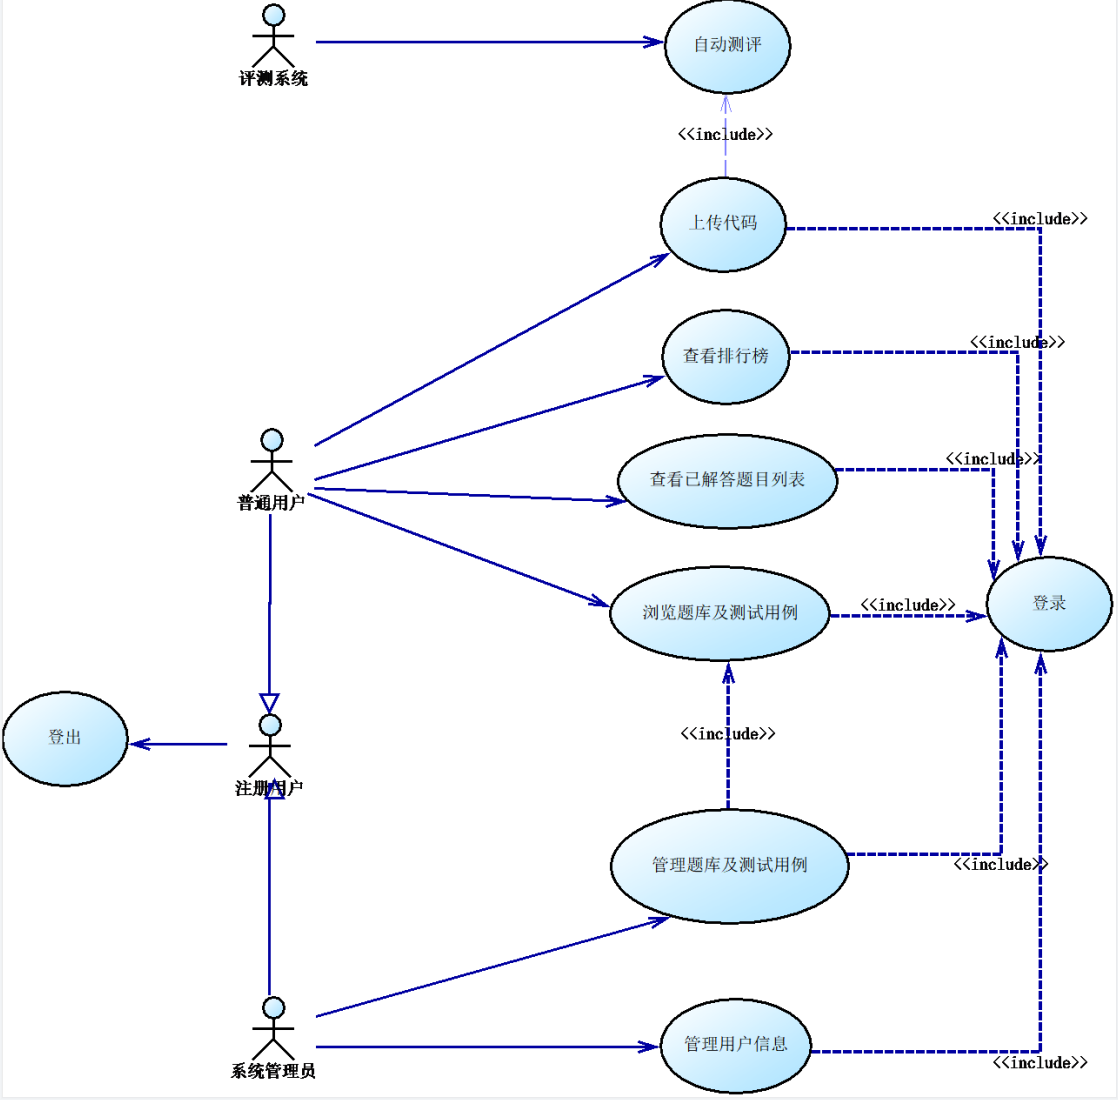 自动测评
评测系统
<<include>>
上传代码
<<include>>
<<include>>
查看排行榜
<<include>>
查看已解答题目列表
普通用户
登录
<<include>>
浏览题库及测试用例
<<include>>
登出
注册用户
管理题库及测试用例
<<include>>
管理用户信息
<<include>>
系统管理员